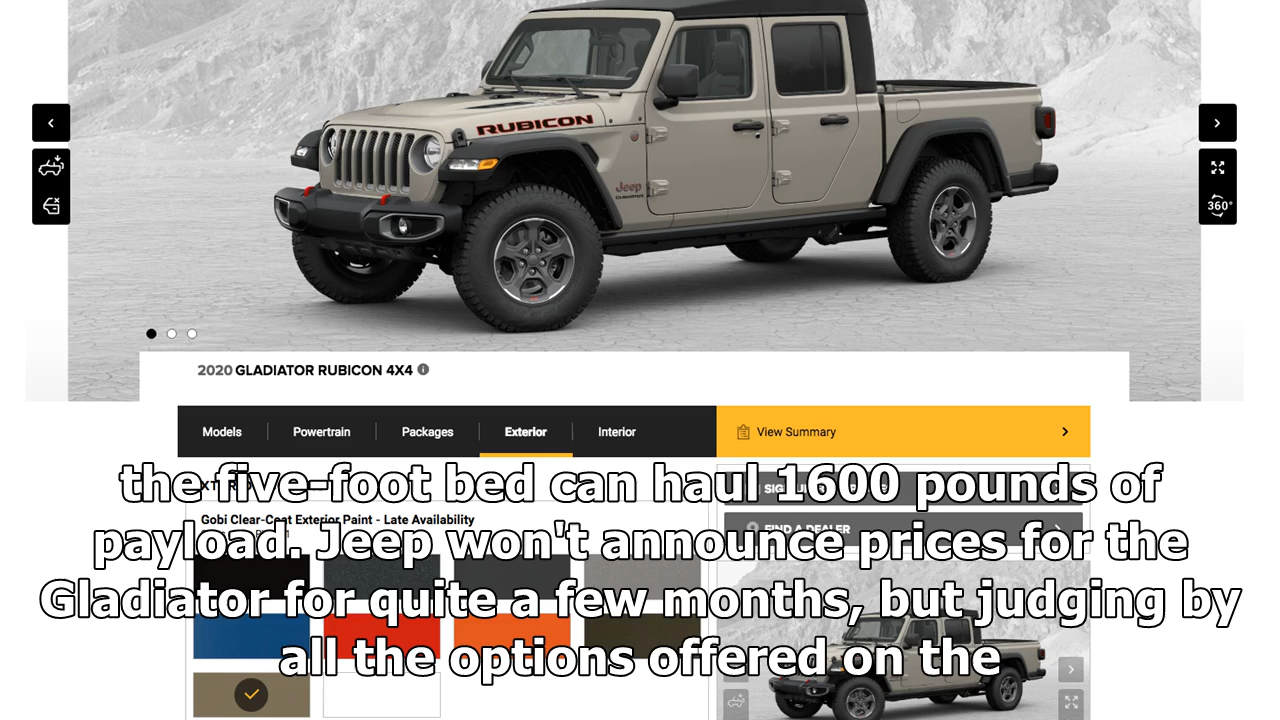 RUBICON
Jeep
GLADIATOR
360°
2020 GLADIATOR RUBICON 4X4
Models
Powertrain
Packages
Exterior
Interior
View Summary
the five-foot bed can haul 1600 pounds of
payload. Jeep won't announce prices for the
Gladiator for quite a few months, but judging by
all the options offered on the
Gobi Clear-Coat Exterior Paint - Late Availability
FIND A DEALER